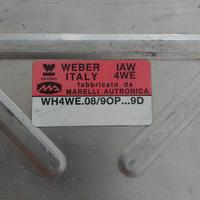 WEBER IAW
ITALY 4WE
fabbricato da
MARELLI AUTRONICA
WH4WE.08/9OP...9D